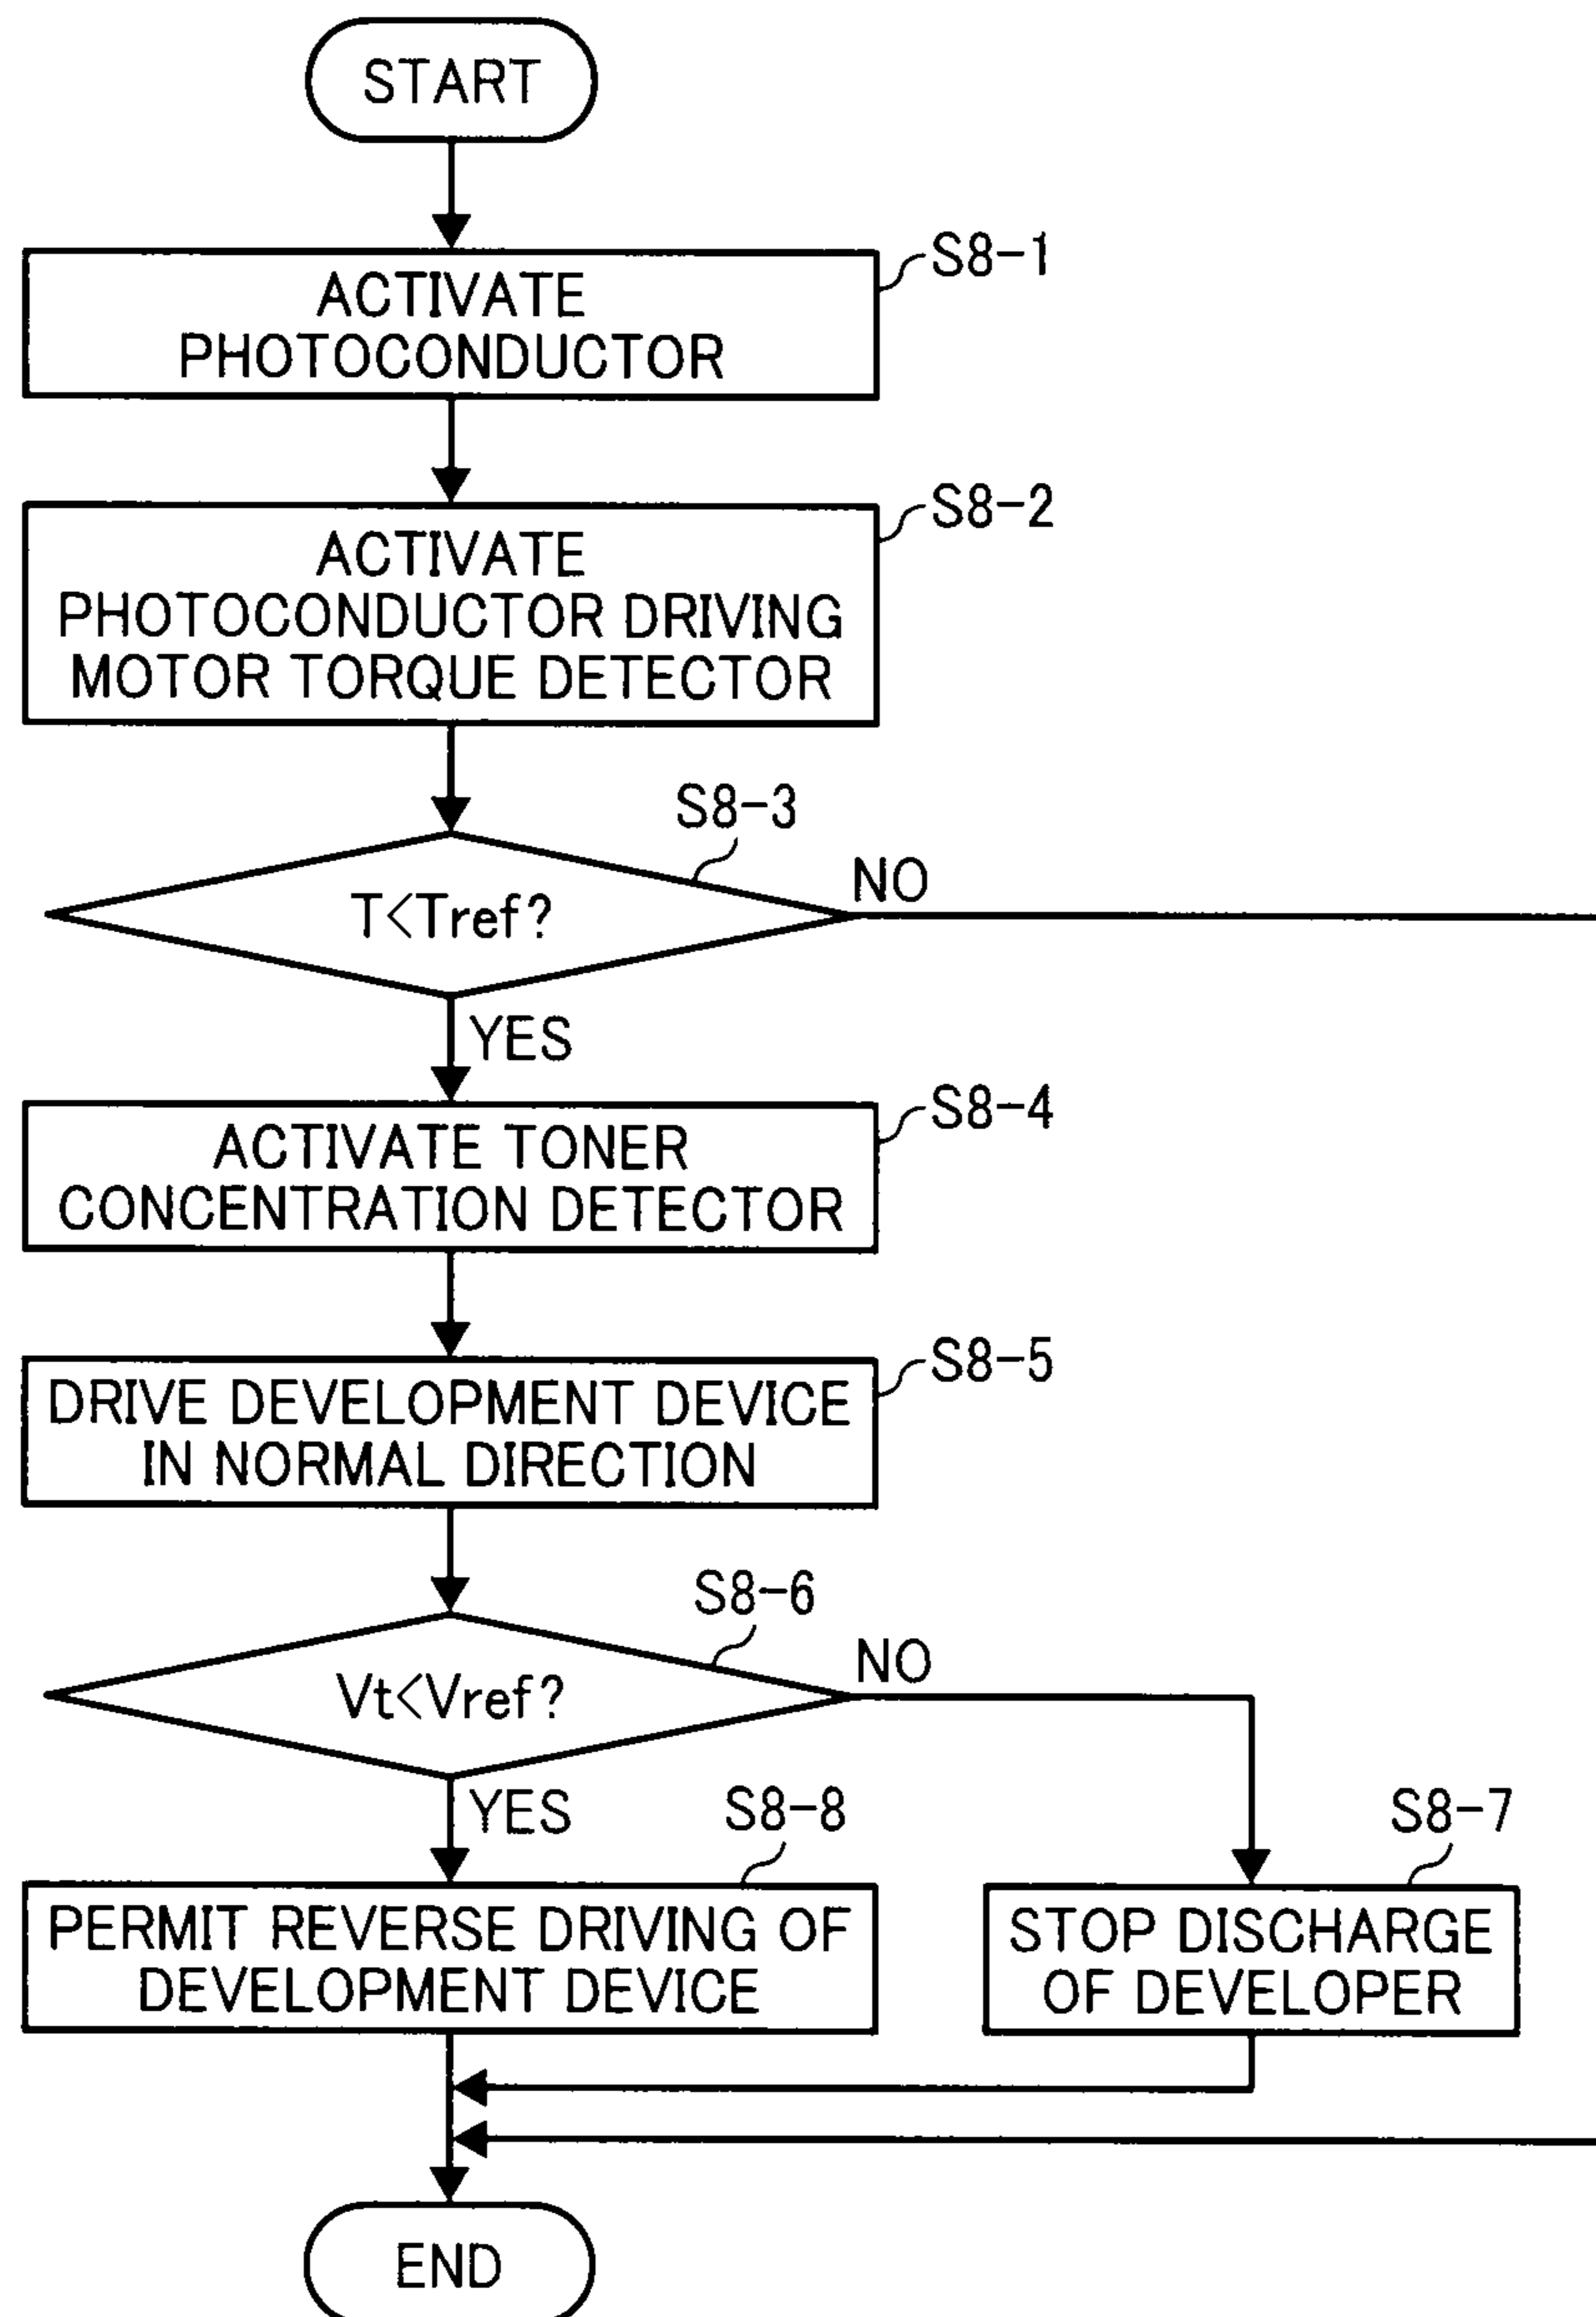 START
S8-1
ACTIVATE
PHOTOCONDUCTOR
S8-2
ACTIVATE
PHOTOCONDUCTOR DRIVING
MOTOR TORQUE DETECTOR
S8-3
T<Tref?
NO
YES
S8-4
ACTIVATE TONER
CONCENTRATION DETECTOR
S8-5
DRIVE DEVELOPMENT DEVICE
IN NORMAL DIRECTION
S8-6
Vt<Vref?
NO
YES
S8-8
PERMIT REVERSE DRIVING OF
DEVELOPMENT DEVICE
S8-7
STOP DISCHARGE
OF DEVELOPER
END